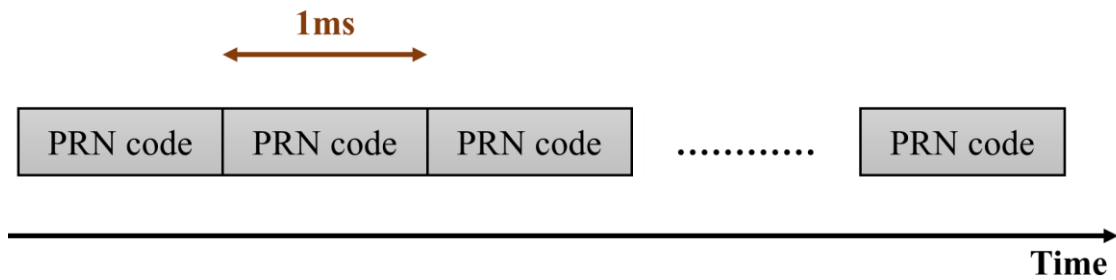 1ms
PRN code PRN code PRN code ............ PRN code
Time